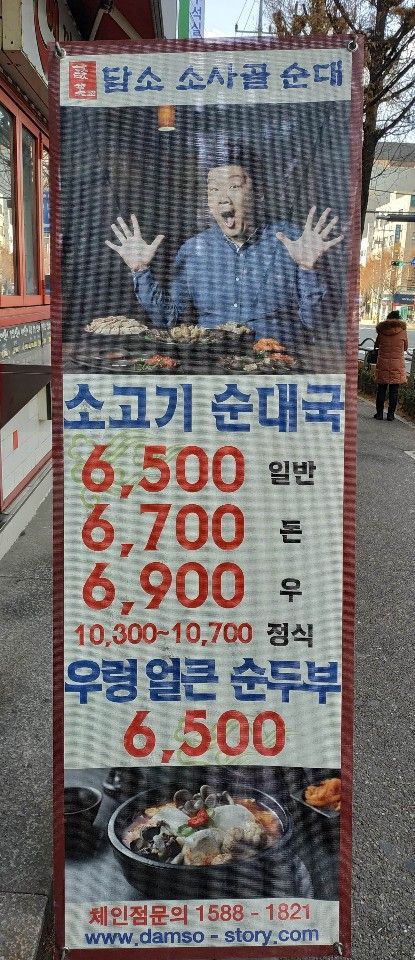 담소 소사골 순대
소고기 순대국
6,500 일반
6,700 돈
6,900 우
10,300~10,700 정식
우렁얼큰 순두부
6,500
체인점문의 1588 - 1821
www.damso - story.com